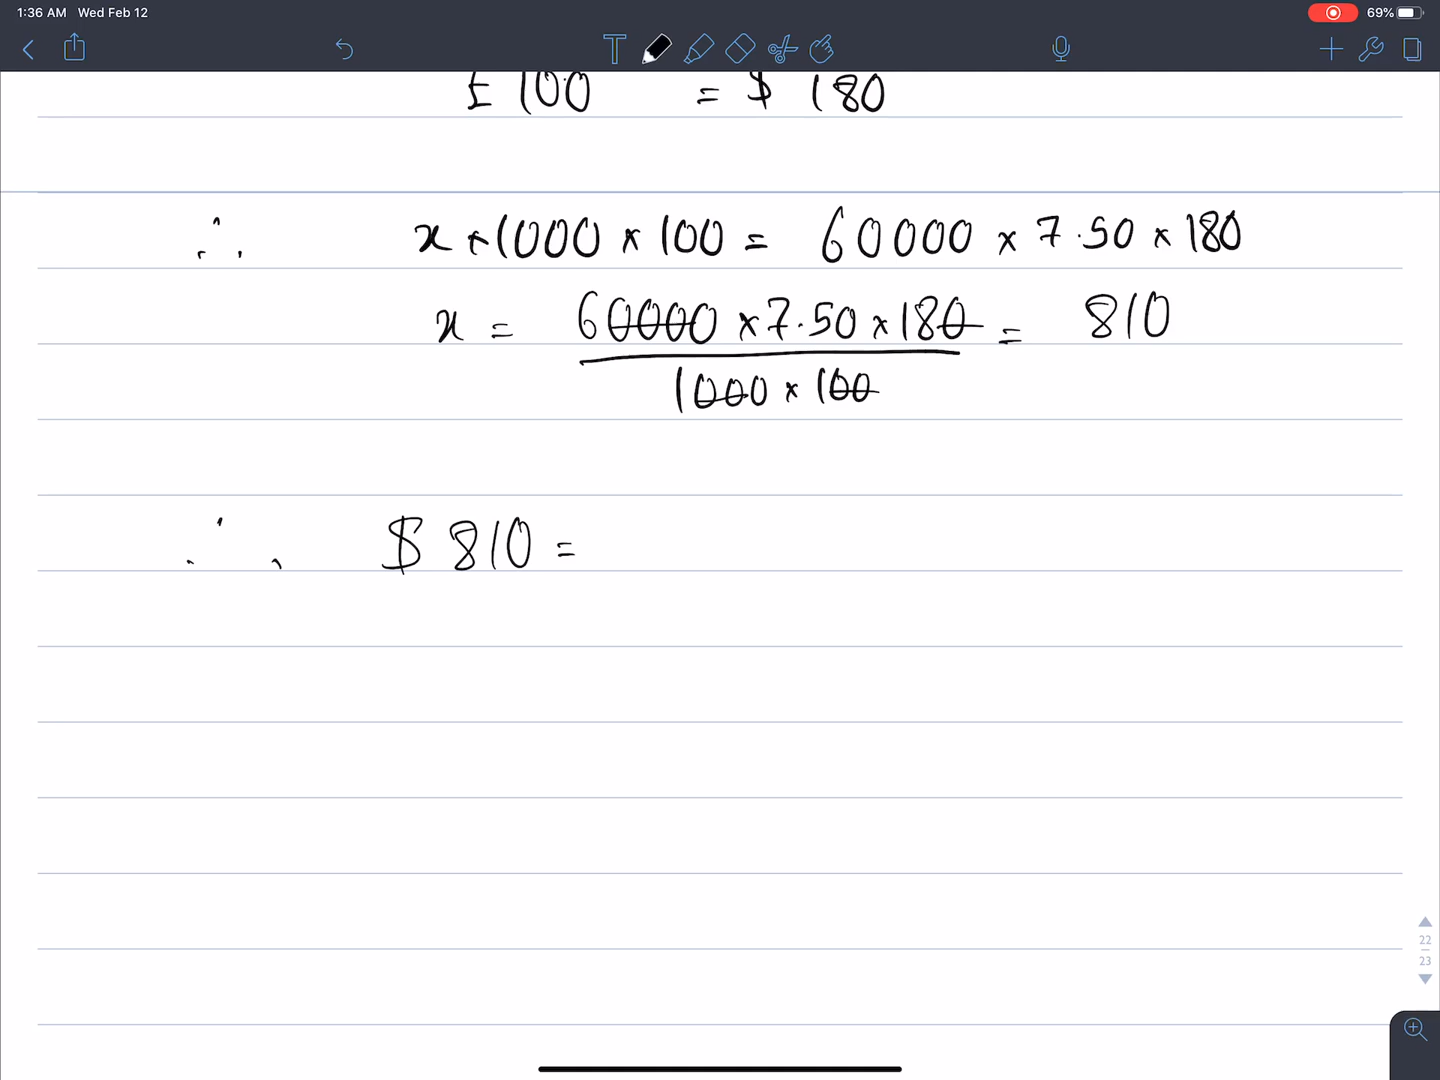 1:36 AM Wed Feb 12 69%
£ 100 = $ 180
∴ x × 1000 × 100 = 60000 × 7.50 × 180
x = 60000 × 7.50 × 180 = 810
1000 × 100
∴ $ 810 =
22
23